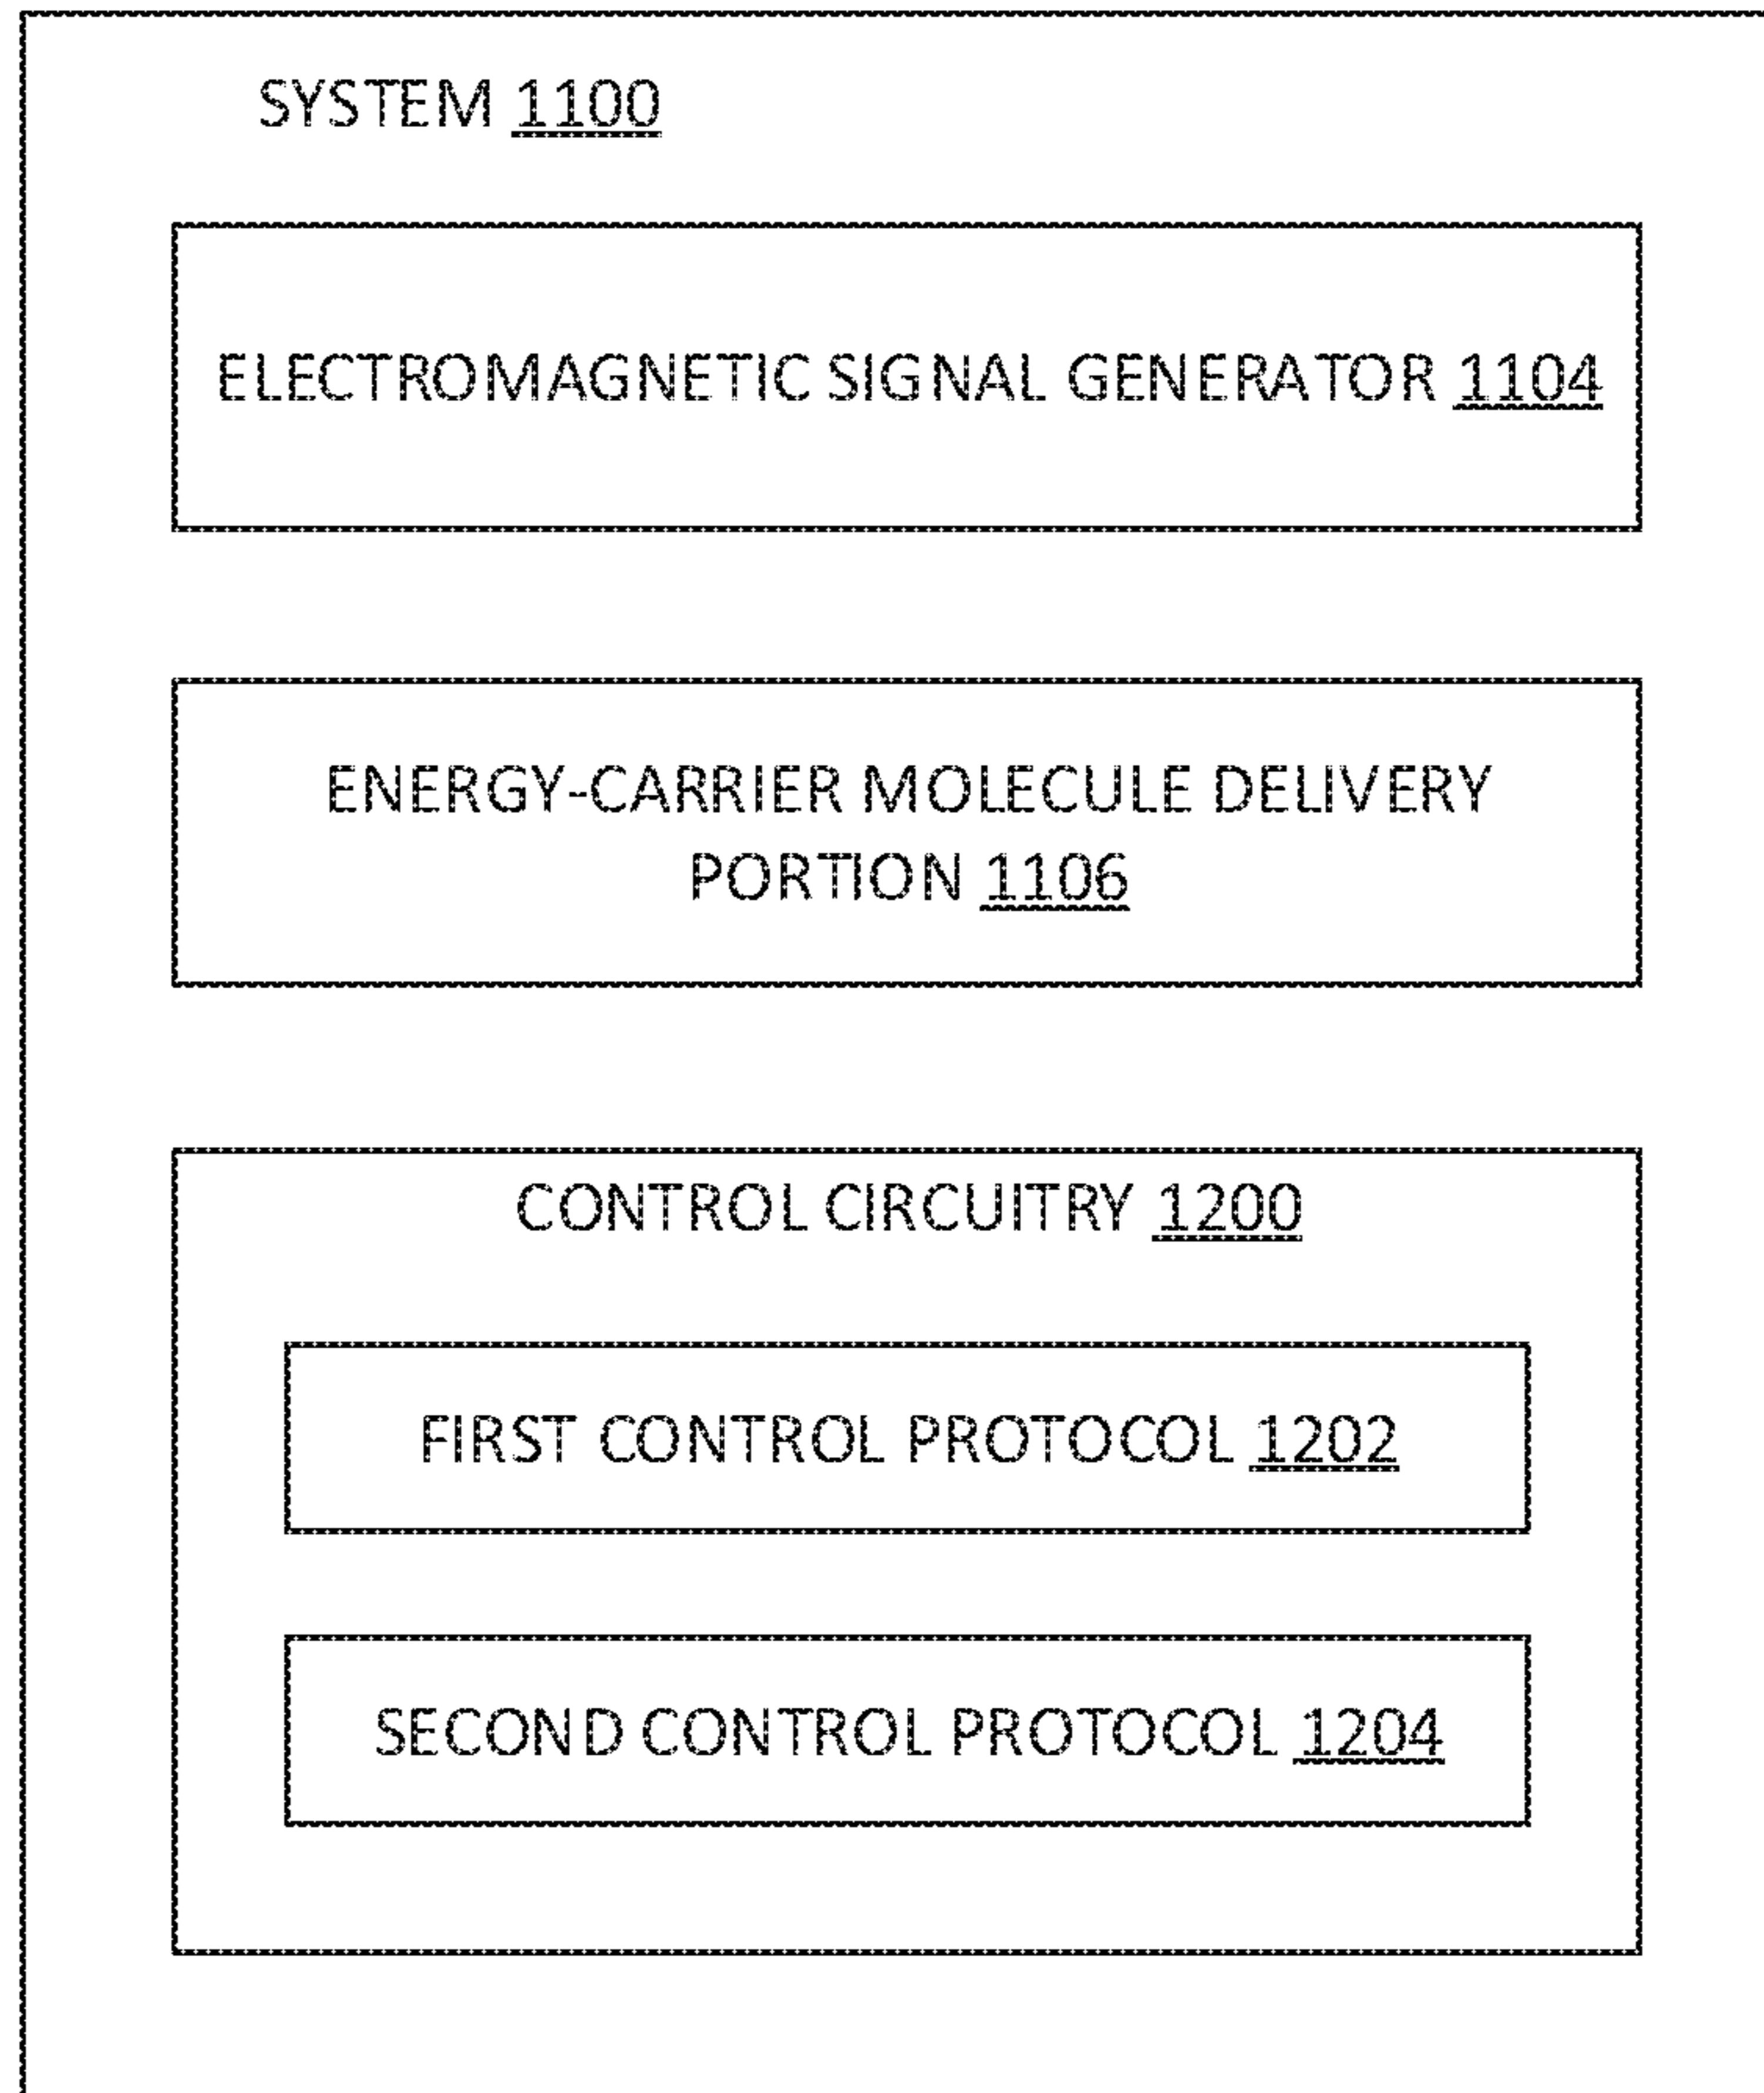 SYSTEM 1100
ELECTROMAGNETIC SIGNAL GENERATOR 1104
ENERGY-CARRIER MOLECULE DELIVERY
PORTION 1106
CONTROL CIRCUITRY 1200
FIRST CONTROL PROTOCOL 1202
SECOND CONTROL PROTOCOL 1204